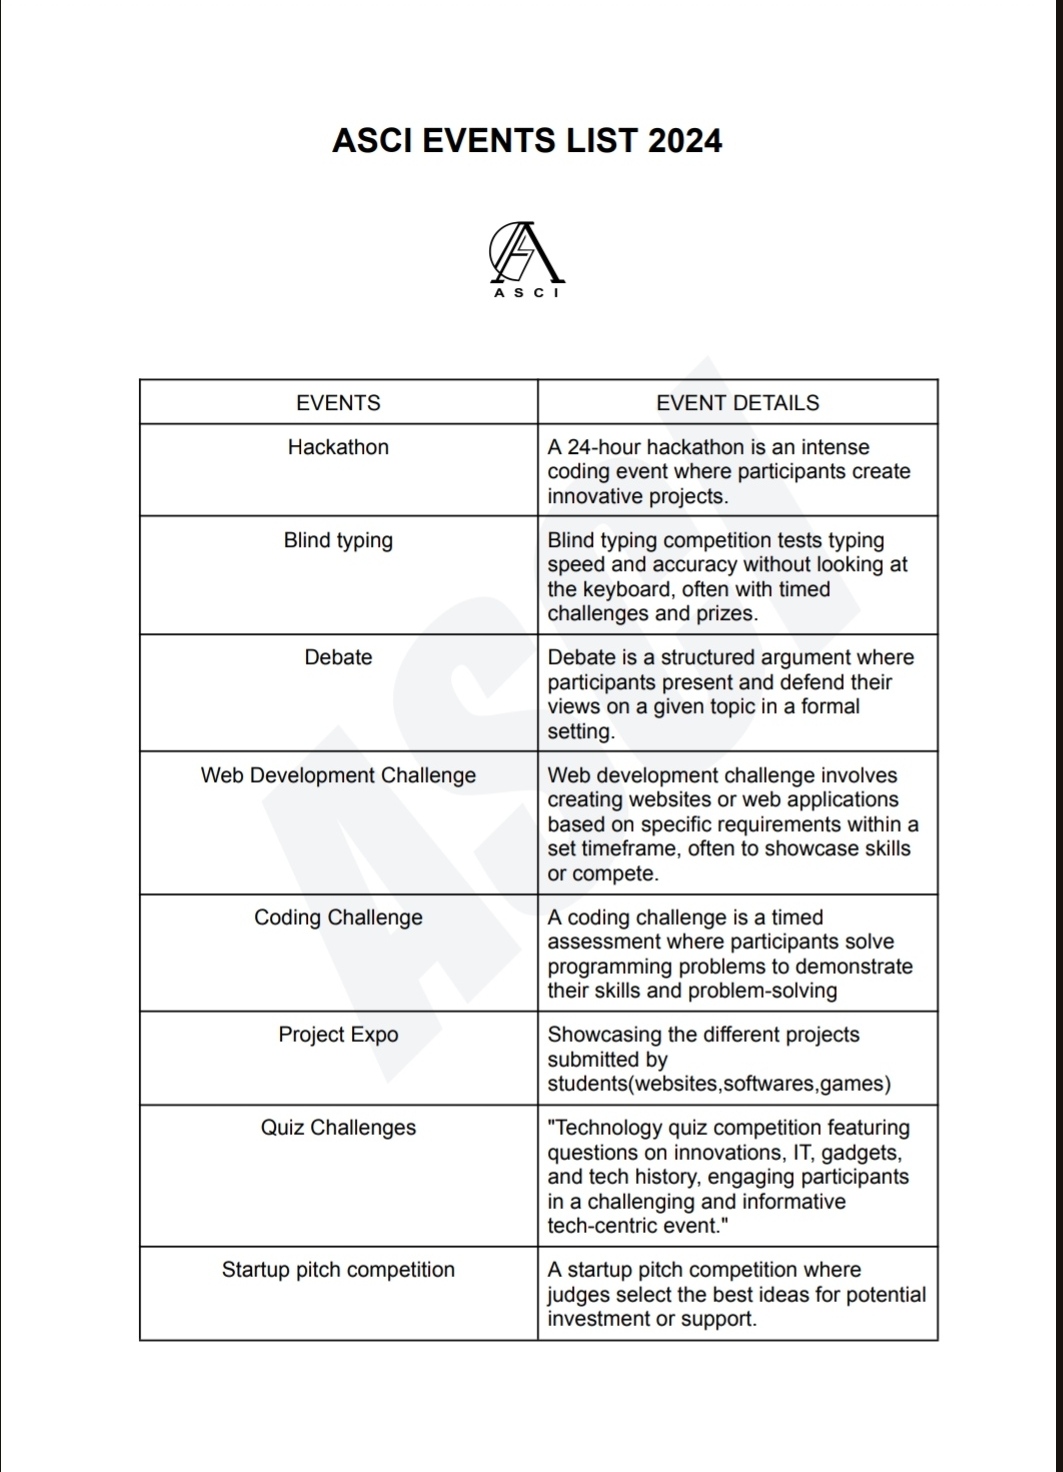 ASCI EVENTS LIST 2024
A S C I
EVENTS
EVENT DETAILS
Hackathon
A 24-hour hackathon is an intense
coding event where participants create
innovative projects.
Blind typing
Blind typing competition tests typing
speed and accuracy without looking at
the keyboard, often with timed
challenges and prizes.
Debate
Debate is a structured argument where
participants present and defend their
views on a given topic in a formal
setting.
Web Development Challenge
Web development challenge involves
creating websites or web applications
based on specific requirements within a
set timeframe, often to showcase skills
or compete.
Coding Challenge
A coding challenge is a timed
assessment where participants solve
programming problems to demonstrate
their skills and problem-solving
Project Expo
Showcasing the different projects
submitted by
students(websites,softwares,games)
Quiz Challenges
"Technology quiz competition featuring
questions on innovations, IT, gadgets,
and tech history, engaging participants
in a challenging and informative
tech-centric event."
Startup pitch competition
A startup pitch competition where
judges select the best ideas for potential
investment or support.
ASCI